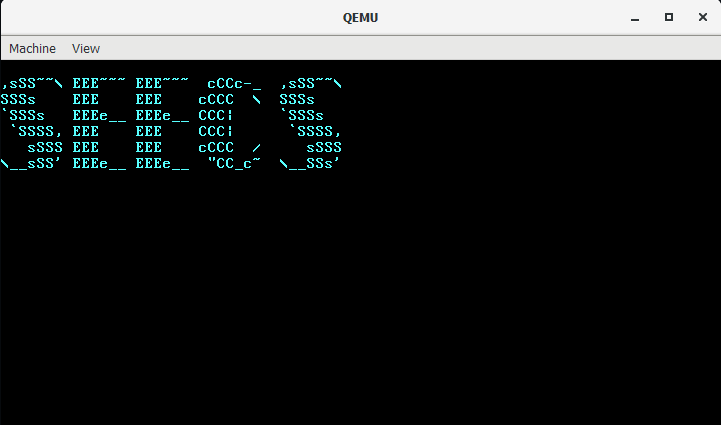 QEMU
Machine View
,sSS~~\ EEE~~~ EEE~~~  cCCc-_  ,sSS~~\
SSSs    EEE    EEE    cCCC  \  SSSs
`SSSs   EEEe__ EEEe__ CCC|     `SSSs
 `SSSS, EEE    EEE    CCC|      `SSSS,
   sSSS EEE    EEE    cCCC  /     sSSS
\__sSS' EEEe__ EEEe__  "CC_c~  \__SSs'